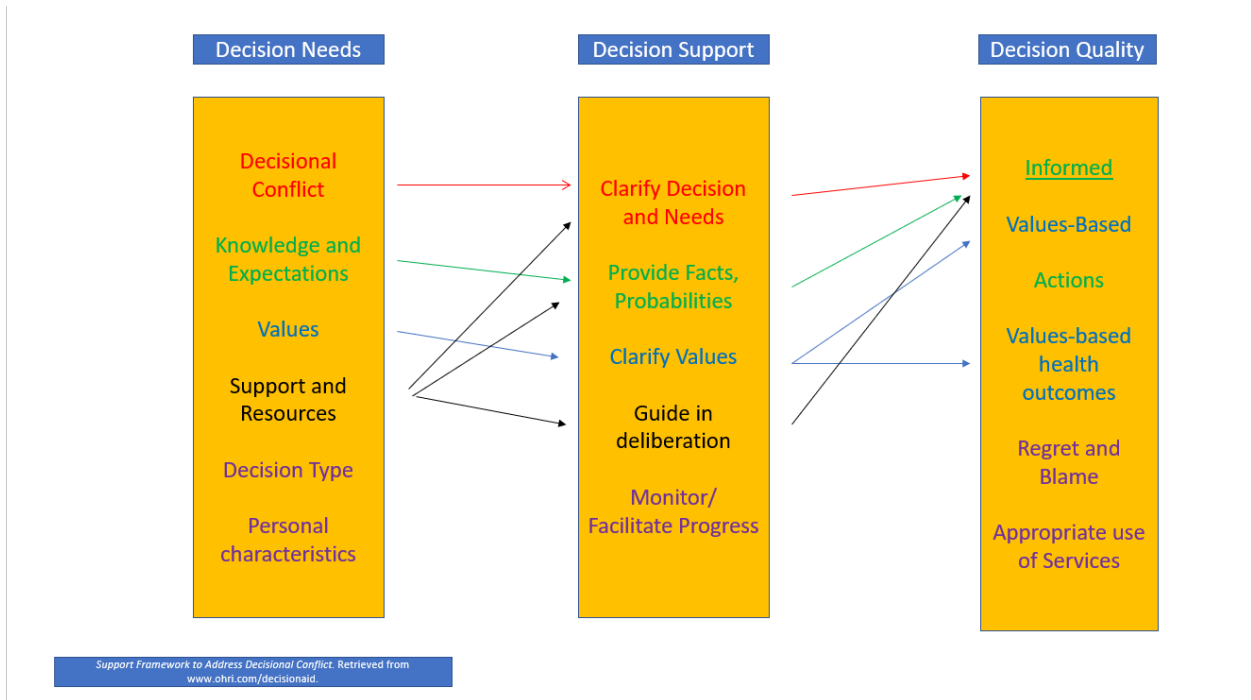 Decision Needs
Decision Support
Decision Quality
Decisional
Conflict
Knowledge and
Expectations
Values
Support and
Resources
Decision Type
Personal
characteristics
Clarify Decision
and Needs
Provide Facts,
Probabilities
Clarify Values
Guide in
deliberation
Monitor/
Facilitate Progress
Informed
Values-Based
Actions
Values-based
health
outcomes
Regret and
Blame
Appropriate use
of Services
Support Framework to Address Decisional Conflict. Retrieved from
www.ohri.com/decisionaid.